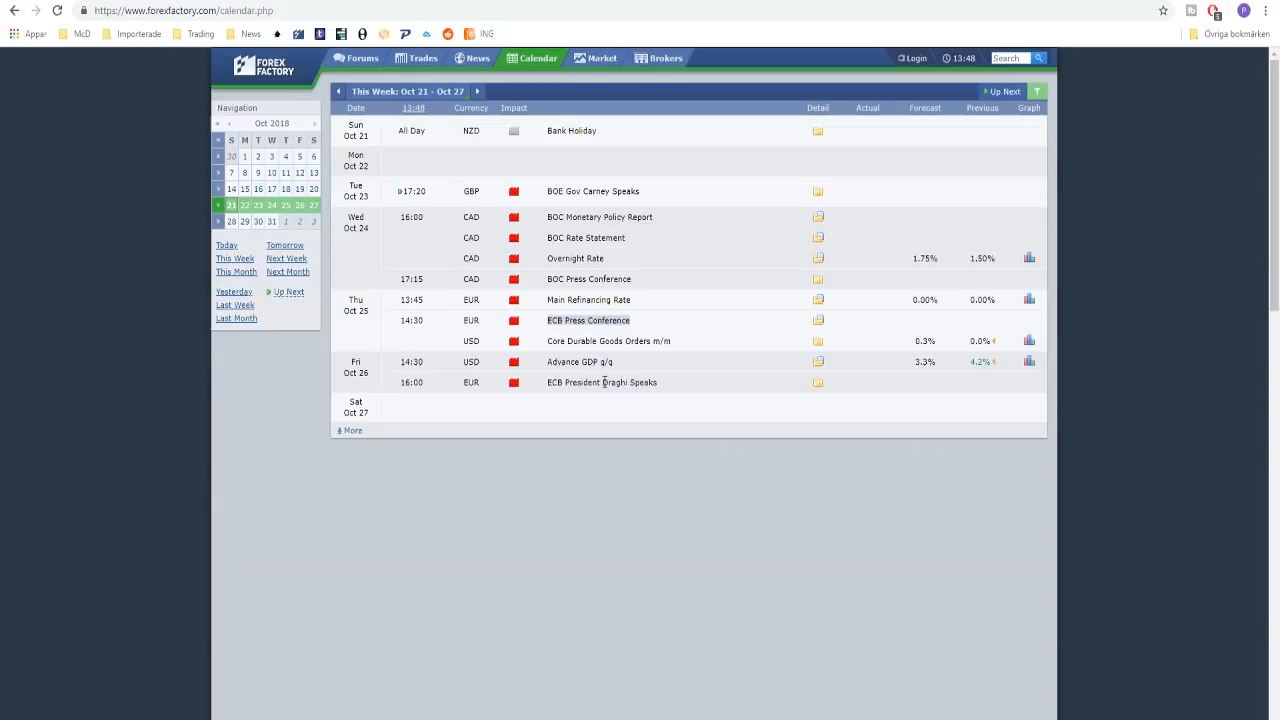 https://www.forexfactory.com/calendar.php
5
P
Appar McD Importerade Trading News ING Övriga bokmärken
FOREX FACTORY
Forums Trades News Calendar Market Brokers Login 13:48 Search
Navigation
« ‹ Oct 2018 ›
S M T W T F S
30 1 2 3 4 5 6
7 8 9 10 11 12 13
14 15 16 17 18 19 20
21 22 23 24 25 26 27
28 29 30 31 1 2 3
Today Tomorrow
This Week Next Week
This Month Next Month
Yesterday Up Next
Last Week
Last Month
This Week: Oct 21 - Oct 27 Up Next
Date 13:48 Currency Impact Detail Actual Forecast Previous Graph
Sun Oct 21 All Day NZD Bank Holiday
Mon Oct 22
Tue Oct 23 17:20 GBP BOE Gov Carney Speaks
Wed Oct 24 16:00 CAD BOC Monetary Policy Report
CAD BOC Rate Statement
CAD Overnight Rate 1.75% 1.50%
17:15 CAD BOC Press Conference
Thu Oct 25 13:45 EUR Main Refinancing Rate 0.00% 0.00%
14:30 EUR ECB Press Conference
USD Core Durable Goods Orders m/m 0.3% 0.0%
Fri Oct 26 14:30 USD Advance GDP q/q 3.3% 4.2%
16:00 EUR ECB President Draghi Speaks
Sat Oct 27
More